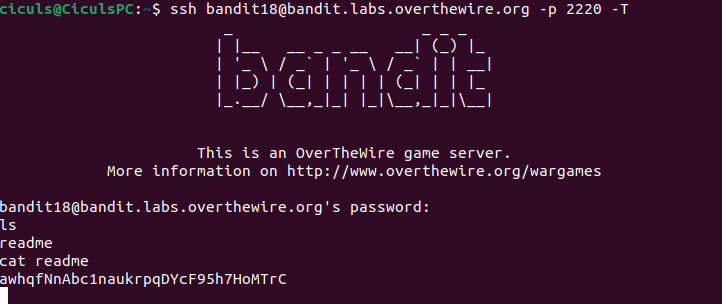 ciculs@CiculsPC:~$ ssh bandit18@bandit.labs.overthewire.org -p 2220 -T
bandit
This is an OverTheWire game server.
More information on http://www.overthewire.org/wargames
bandit18@bandit.labs.overthewire.org's password:
ls
readme
cat readme
awhqfNnAbc1naukrpqDYcF95h7HoMTrC